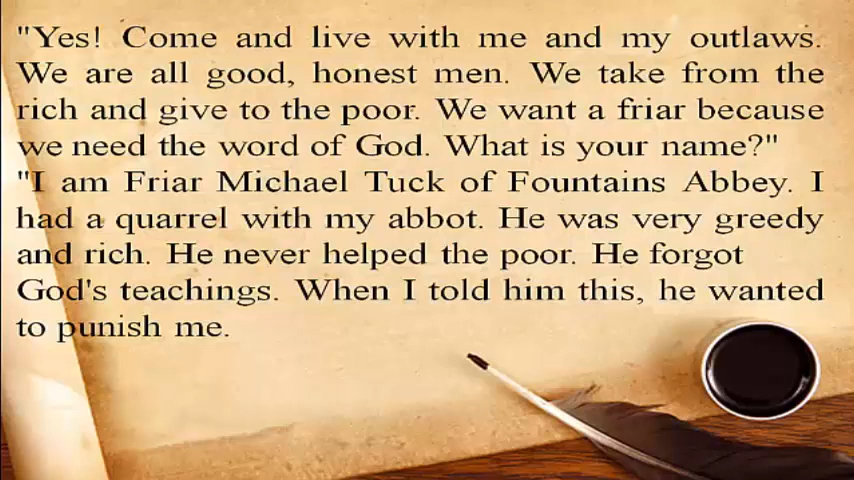 "Yes! Come and live with me and my outlaws.
We are all good, honest men. We take from the
rich and give to the poor. We want a friar because
we need the word of God. What is your name?"
"I am Friar Michael Tuck of Fountains Abbey. I
had a quarrel with my abbot. He was very greedy
and rich. He never helped the poor. He forgot
God's teachings. When I told him this, he wanted
to punish me.